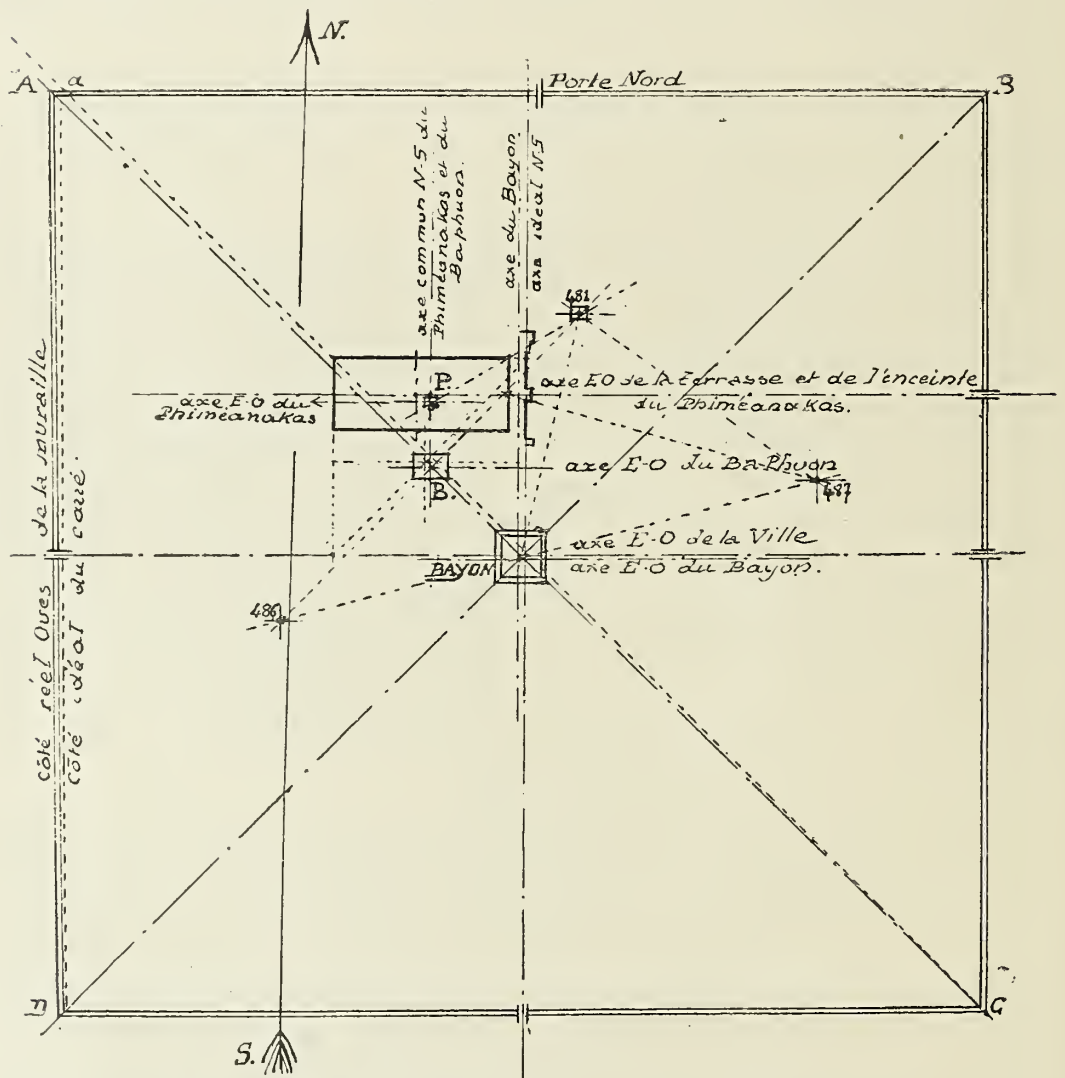 N.
A
a
Porte Nord
B
axe commun N-S du
Phiméanakas et du
Baphuon.
axe du Bayon
axe idéal N-S
481
P.
axe E-O de la terrasse et de l'enceinte
du Phiméanakas.
axe E-O du
Phiméanakas
axe E-O du Ba-Phuon
B.
487
côté réel Oues de la muraille
côté idéal du carré
axe E-O de la Ville
BAYON
axe E-O du Bayon.
486
D
C
S.